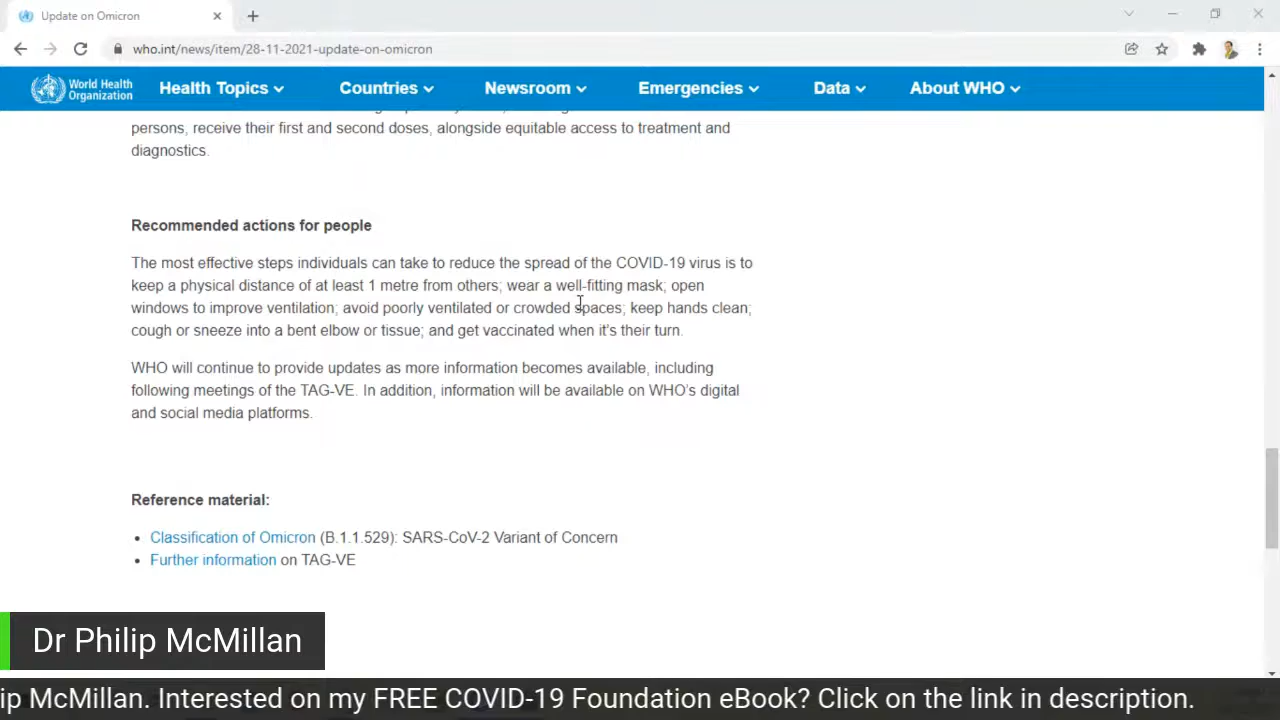 Update on Omicron
who.int/news/item/28-11-2021-update-on-omicron
World Health
Organization
Health Topics
Countries
Newsroom
Emergencies
Data
About WHO
persons, receive their first and second doses, alongside equitable access to treatment and
diagnostics.
Recommended actions for people
The most effective steps individuals can take to reduce the spread of the COVID-19 virus is to
keep a physical distance of at least 1 metre from others; wear a well-fitting mask; open
windows to improve ventilation; avoid poorly ventilated or crowded spaces; keep hands clean;
cough or sneeze into a bent elbow or tissue; and get vaccinated when it’s their turn.
WHO will continue to provide updates as more information becomes available, including
following meetings of the TAG-VE. In addition, information will be available on WHO’s digital
and social media platforms.
Reference material:
Classification of Omicron (B.1.1.529): SARS-CoV-2 Variant of Concern
Further information on TAG-VE
Dr Philip McMillan
ip McMillan. Interested on my FREE COVID-19 Foundation eBook? Click on the link in description.